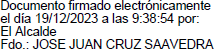 Documento firmado electrónicamente
el día 19/12/2023 a las 9:38:54 por:
El Alcalde
Fdo.: JOSE JUAN CRUZ SAAVEDRA